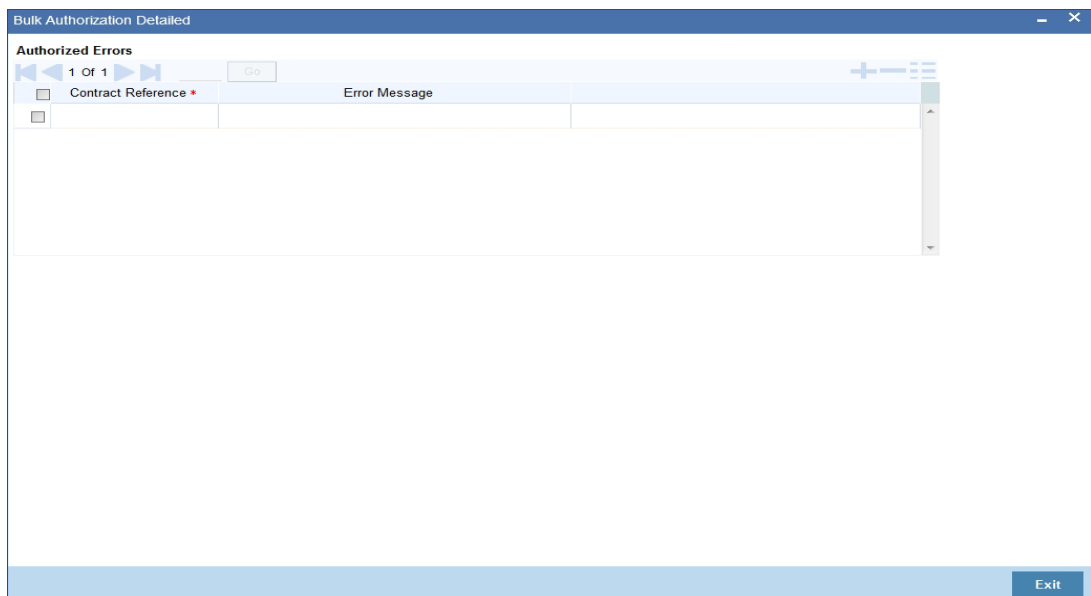 Bulk Authorization Detailed
Authorized Errors
1 Of 1 Go
Contract Reference * Error Message
Exit